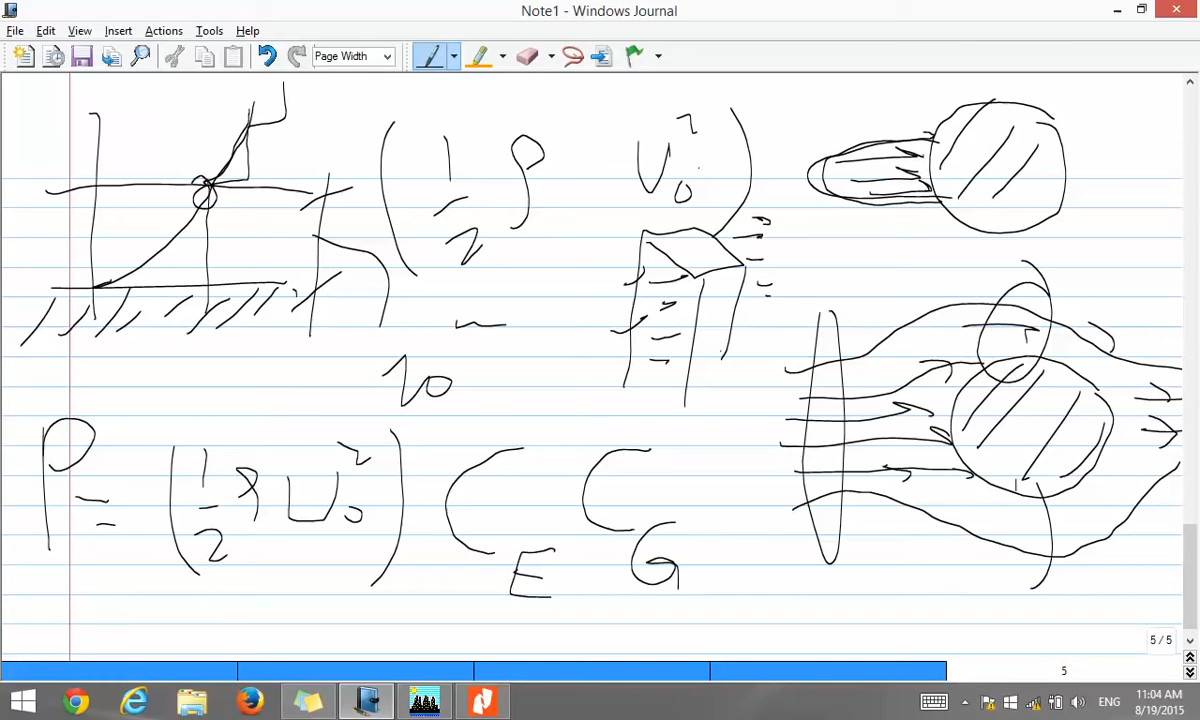 Note1 - Windows Journal
File Edit View Insert Actions Tools Help
Page Width
( 1/2 ρ V₀² )
10
P = ( 1/2 ρ U₀² ) C_E C_G
5 / 5
5
ENG
11:04 AM
8/19/2015